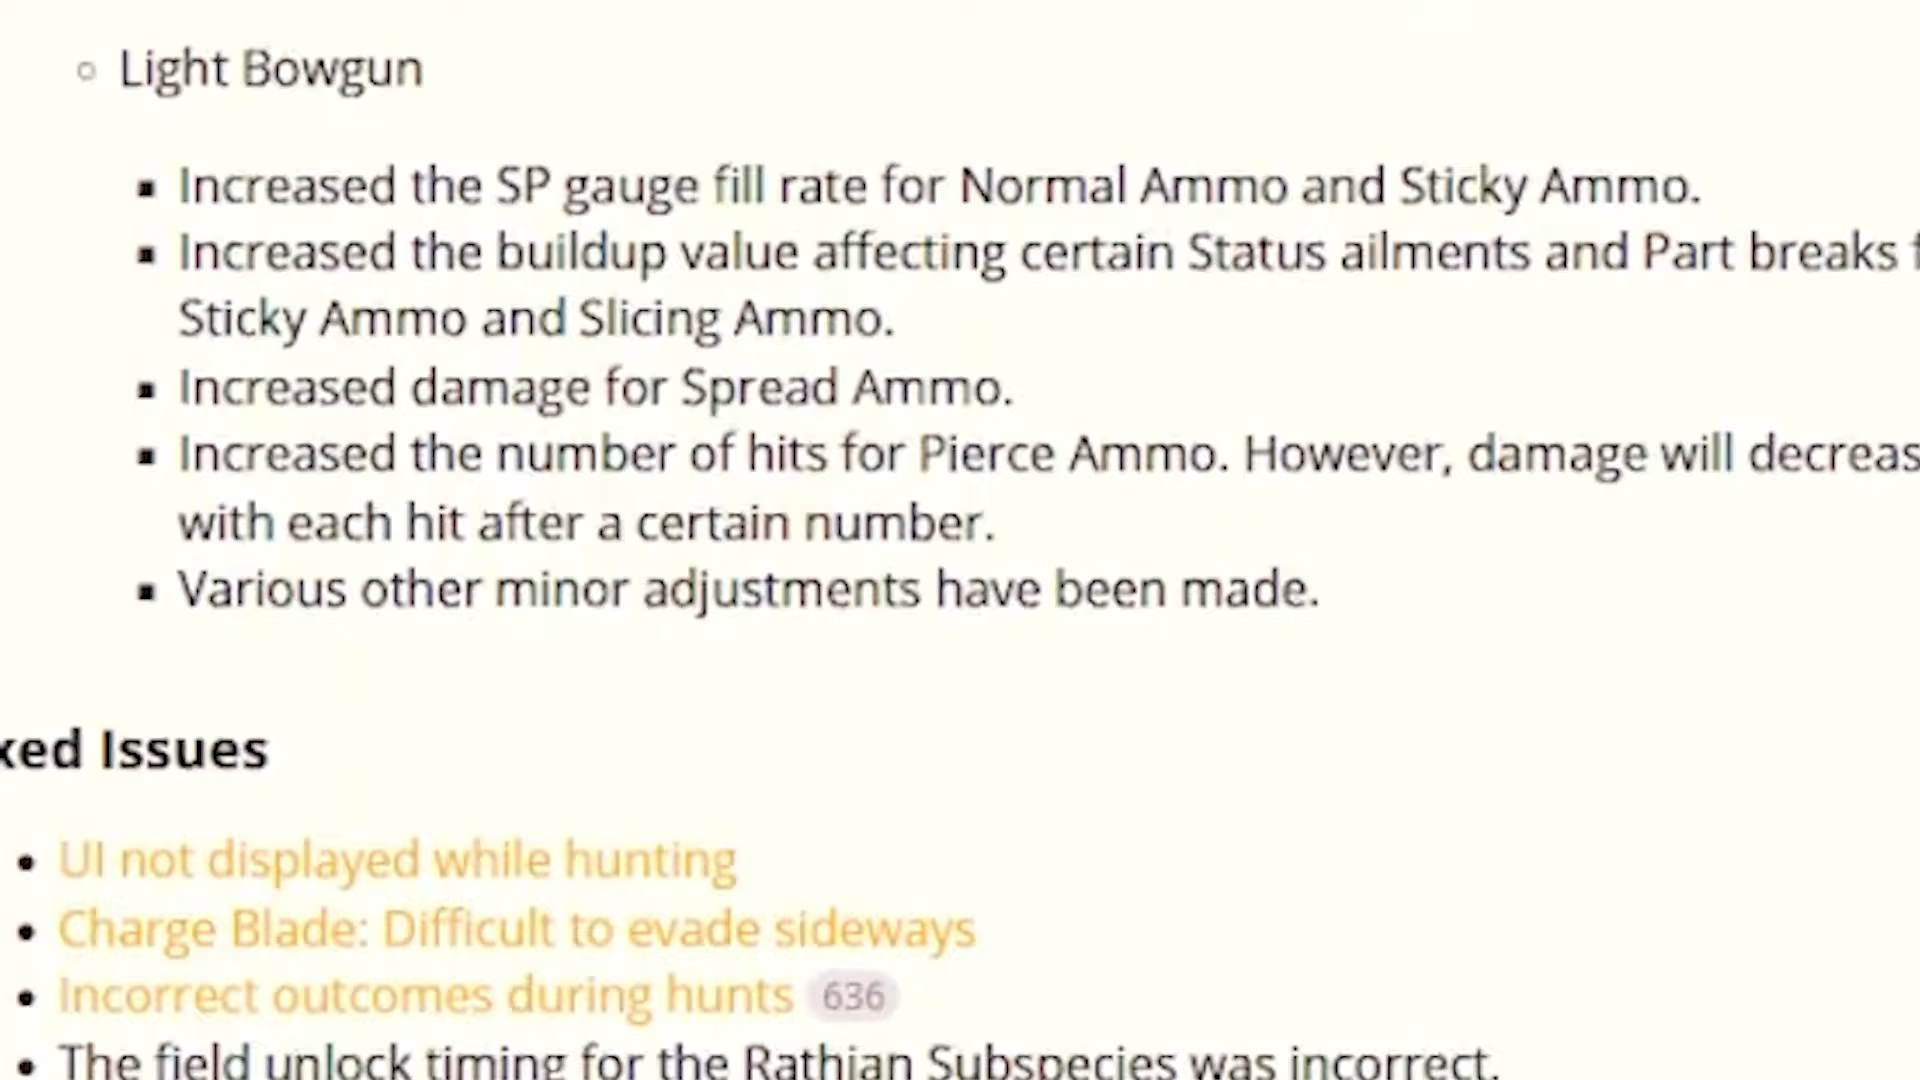 Light Bowgun
Increased the SP gauge fill rate for Normal Ammo and Sticky Ammo.
Increased the buildup value affecting certain Status ailments and Part breaks f
Sticky Ammo and Slicing Ammo.
Increased damage for Spread Ammo.
Increased the number of hits for Pierce Ammo. However, damage will decreas
with each hit after a certain number.
Various other minor adjustments have been made.
xed Issues
UI not displayed while hunting
Charge Blade: Difficult to evade sideways
Incorrect outcomes during hunts 636
The field unlock timing for the Rathian Subspecies was incorrect.